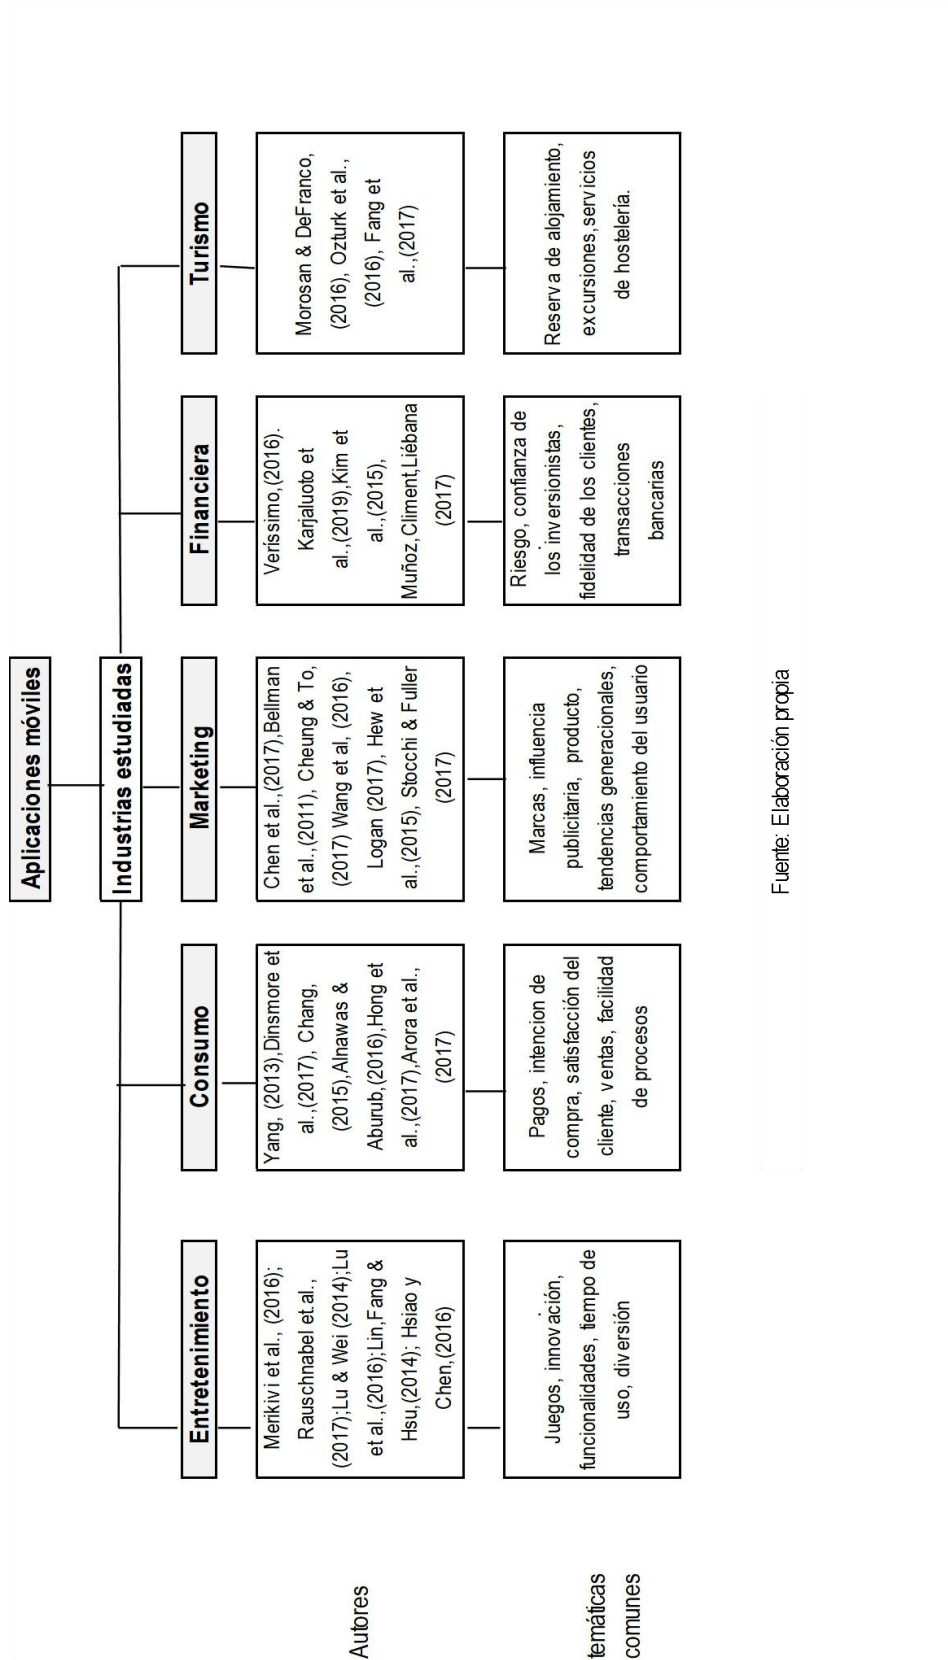 Aplicaciones móviles
Industrias estudiadas
Entretenimiento
Consumo
Marketing
Financiera
Turismo
Autores
Merikivi et al., (2016);
Rauschnabel et.al.,
(2017);Lu & Wei (2014);Lu
et al.,(2016);Lin,Fang &
Hsu,(2014); Hsiao y
Chen,(2016)
Yang, (2013),Dinsmore et
al.,(2017), Chang,
(2015),Alnawas &
Aburub,(2016),Hong et
al.,(2017),Arora et al.,
(2017)
Chen et al.,(2017),Bellman
et al.,(2011), Cheung & To,
(2017) Wang et al, (2016),
Logan (2017), Hew et
al.,(2015), Stocchi & Fuller
(2017)
Veríssimo,(2016).
Karjaluoto et
al.,(2019),Kim et
al.,(2015),
Muñoz,Climent,Liébana
(2017)
Morosan & DeFranco,
(2016), Ozturk et al.,
(2016), Fang et
al.,(2017)
temáticas
comunes
Juegos, innovación,
funcionalidades, tiempo de
uso, diversión
Pagos, intencion de
compra, satisfacción del
cliente, ventas, facilidad
de procesos
Marcas, influencia
publicitaria, producto,
tendencias generacionales,
comportamiento del usuario
Riesgo, confianza de
los inversionistas,
fidelidad de los clientes,
transacciones
bancarias
Reserva de alojamiento,
excursiones,servicios
de hostelería.
Fuente: Elaboración propia